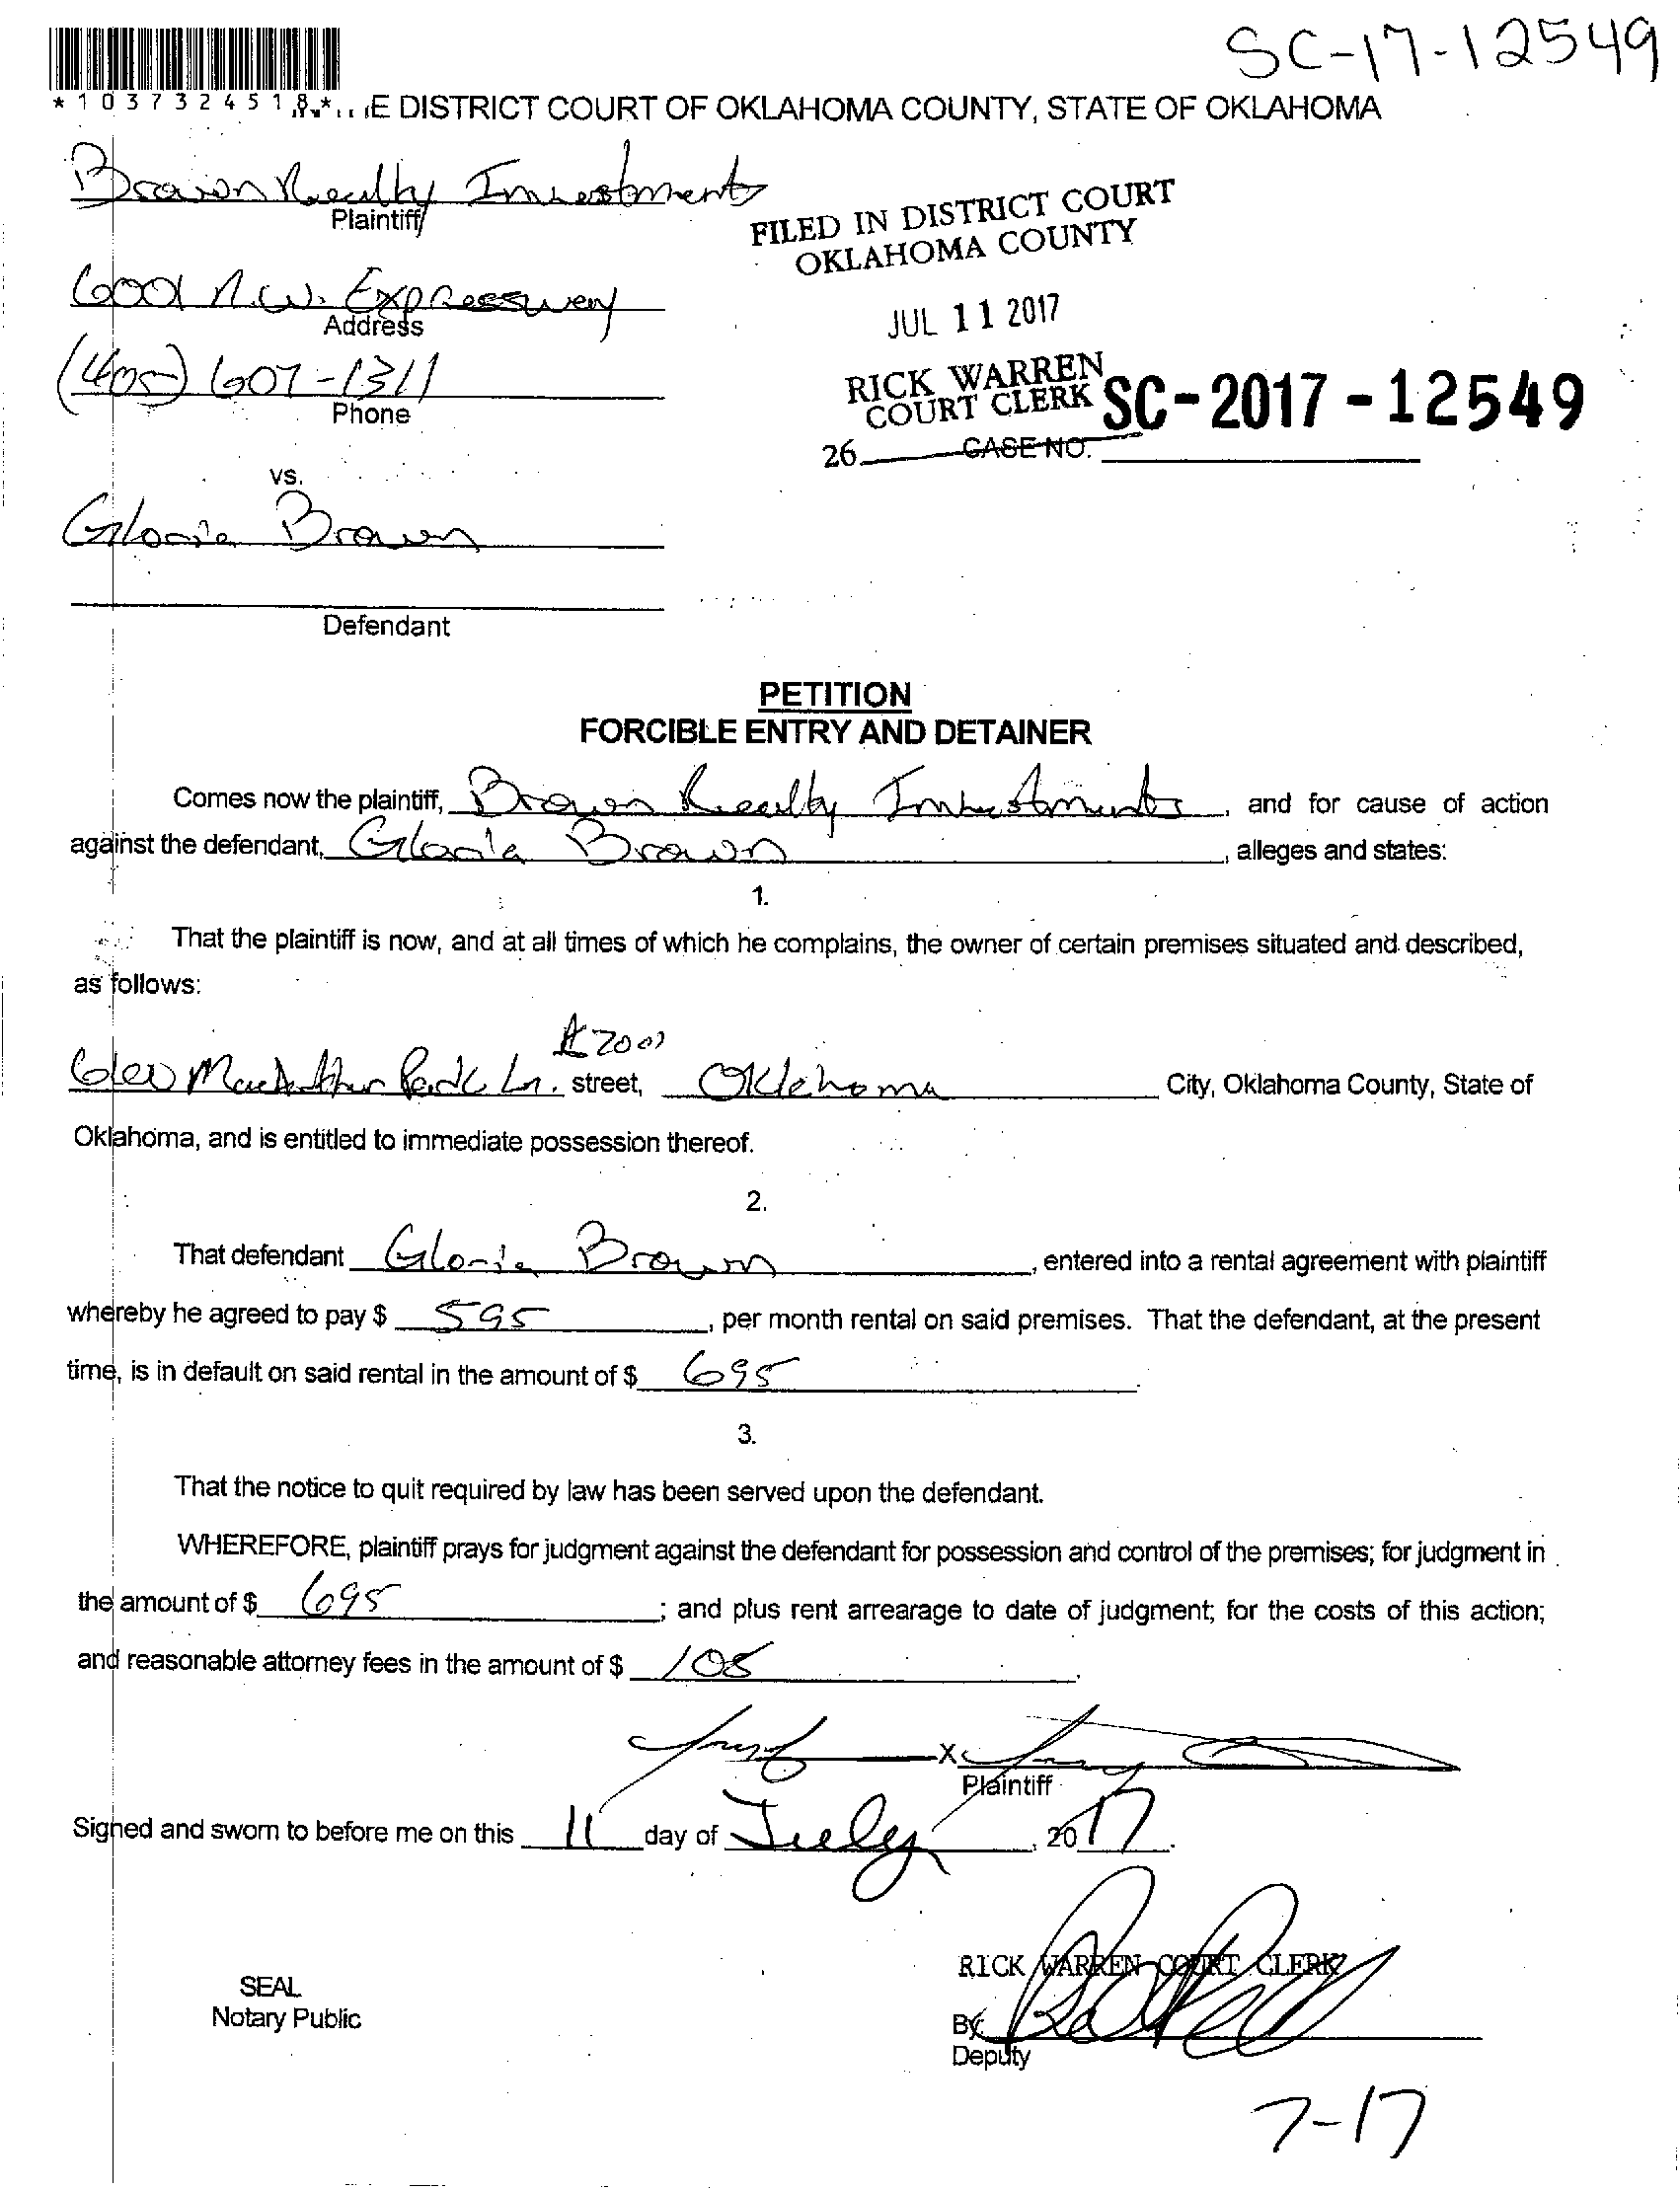 SC-17-12549
*1037324518*
E DISTRICT COURT OF OKLAHOMA COUNTY, STATE OF OKLAHOMA
Brown Realty Investments
Plaintiff
FILED IN DISTRICT COURT
OKLAHOMA COUNTY
6001 N.W. Expressway
Address
JUL 11 2017
(405) 607-1311
Phone
RICK WARREN
COURT CLERK
SC-2017-12549
26 CASE NO.
vs.
Gloria Brown
Defendant
PETITION
FORCIBLE ENTRY AND DETAINER
Comes now the plaintiff, Brown Realty Investments, and for cause of action
against the defendant, Gloria Brown, alleges and states:
1.
That the plaintiff is now, and at all times of which he complains, the owner of certain premises situated and described,
as follows:
MacArthur Park Ln. street, Oklahoma City, Oklahoma County, State of
Oklahoma, and is entitled to immediate possession thereof.
2.
That defendant Gloria Brown, entered into a rental agreement with plaintiff
whereby he agreed to pay $ 595, per month rental on said premises. That the defendant, at the present
time, is in default on said rental in the amount of $ 695.
3.
That the notice to quit required by law has been served upon the defendant.
WHEREFORE, plaintiff prays for judgment against the defendant for possession and control of the premises; for judgment in
the amount of $ 695; and plus rent arrearage to date of judgment; for the costs of this action;
and reasonable attorney fees in the amount of $ 108.
X
Plaintiff
Signed and sworn to before me on this 11 day of July, 2017.
RICK WARREN COURT CLERK
SEAL
Notary Public
By
Deputy
7-17